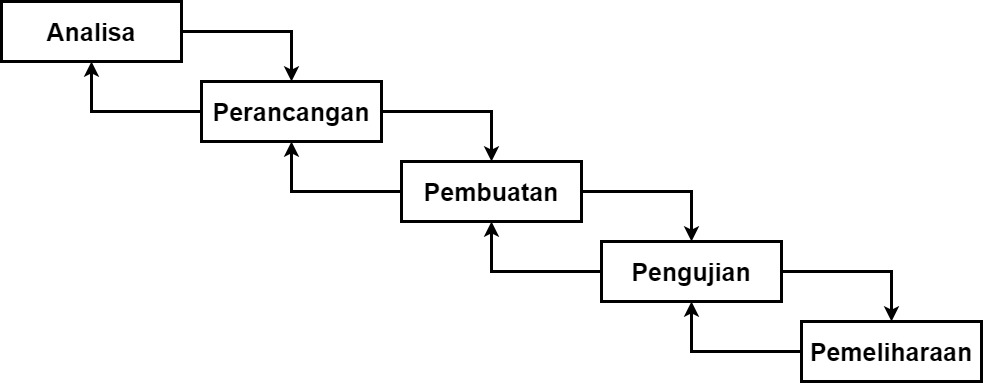 Analisa
Perancangan
Pembuatan
Pengujian
Pemeliharaan